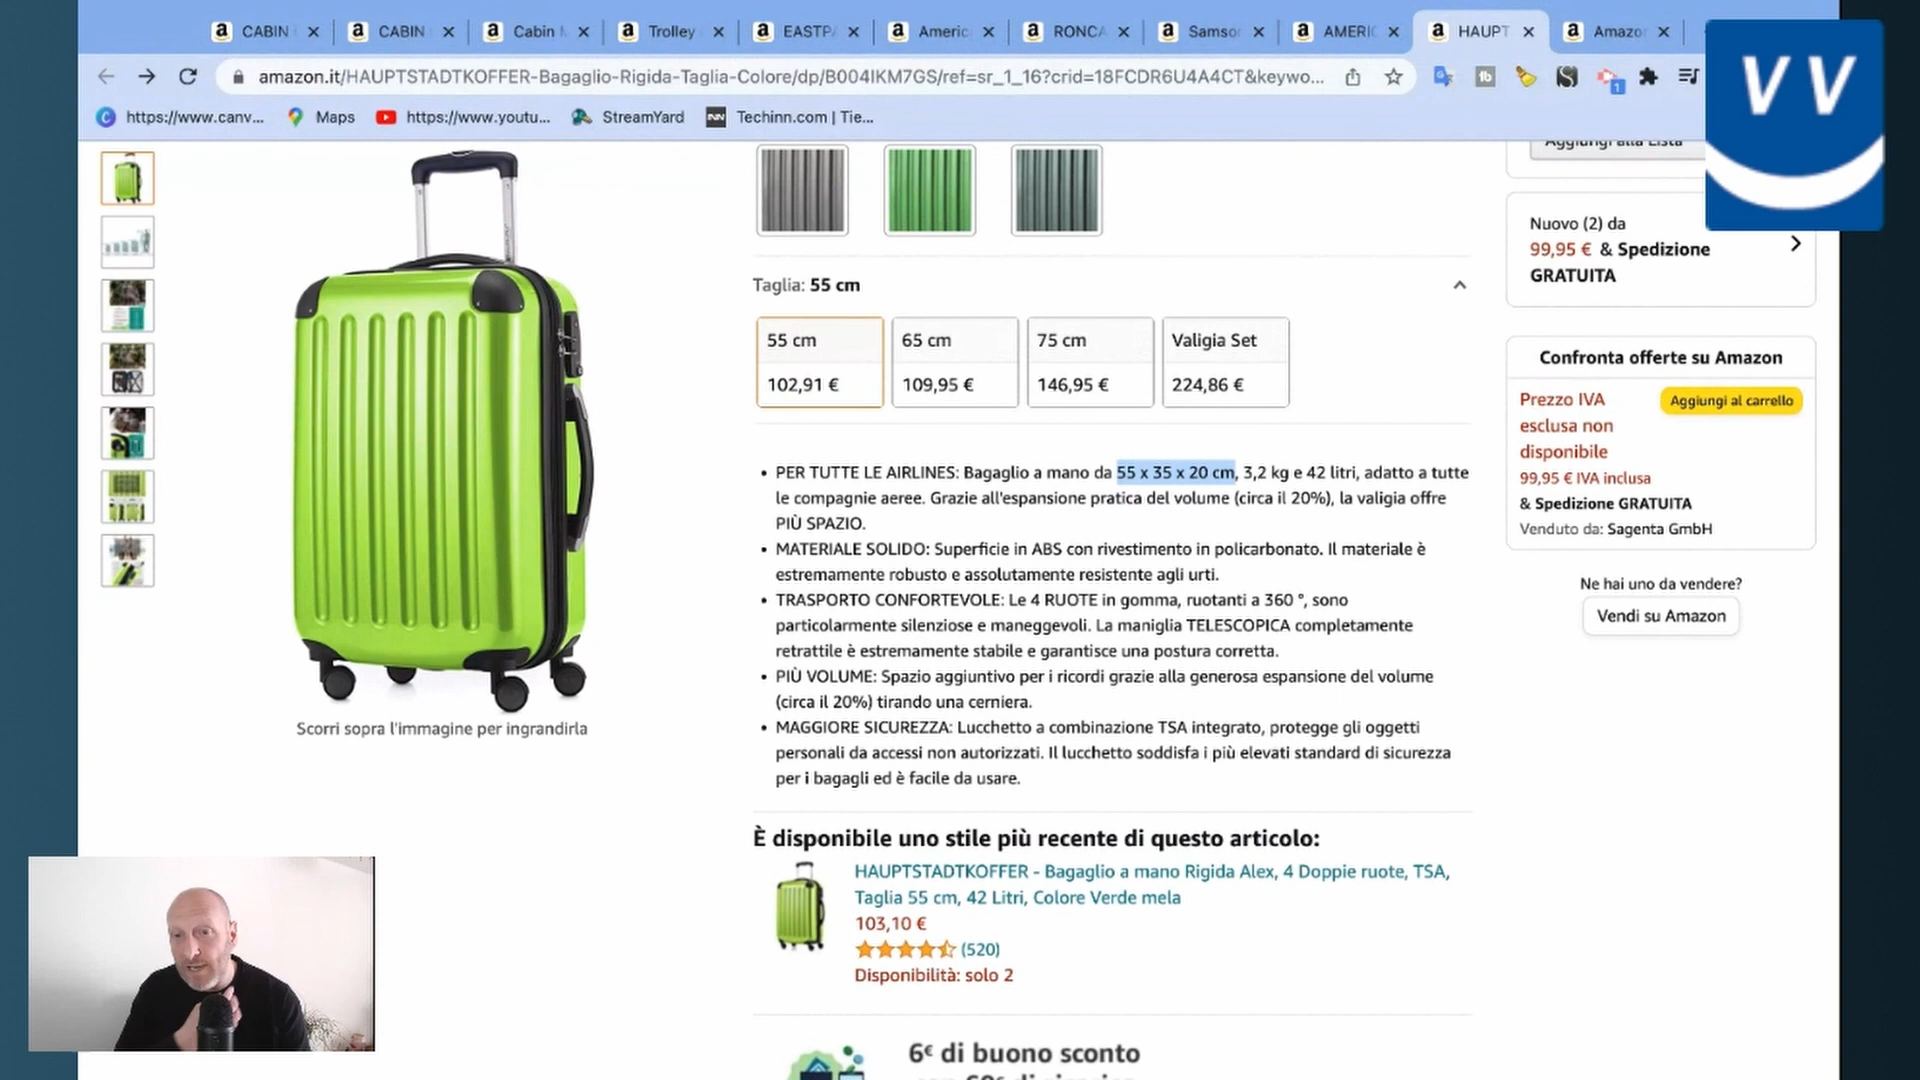 CABIN
CABIN
Cabin
Trolley
EASTP
Americ
RONCA
Samso
AMERIC
HAUPT
Amazo
amazon.it/HAUPTSTADTKOFFER-Bagaglio-Rigida-Taglia-Colore/dp/B004IKM7GS/ref=sr_1_16?crid=18FCDR6U4A4CT&keywo...
1
https://www.canv...
Maps
https://www.youtu...
StreamYard
Techinn.com | Tie...
VV
Aggiungi alla Lista
Nuovo (2) da
99,95 € & Spedizione
GRATUITA
Taglia: 55 cm
55 cm
65 cm
75 cm
Valigia Set
102,91 €
109,95 €
146,95 €
224,86 €
Confronta offerte su Amazon
Prezzo IVA
esclusa non
disponibile
Aggiungi al carrello
99,95 € IVA inclusa
& Spedizione GRATUITA
Venduto da: Sagenta GmbH
Ne hai uno da vendere?
Vendi su Amazon
• PER TUTTE LE AIRLINES: Bagaglio a mano da 55 x 35 x 20 cm, 3,2 kg e 42 litri, adatto a tutte
le compagnie aeree. Grazie all'espansione pratica del volume (circa il 20%), la valigia offre
PIÙ SPAZIO.
• MATERIALE SOLIDO: Superficie in ABS con rivestimento in policarbonato. Il materiale è
estremamente robusto e assolutamente resistente agli urti.
• TRASPORTO CONFORTEVOLE: Le 4 RUOTE in gomma, ruotanti a 360 °, sono
particolarmente silenziose e maneggevoli. La maniglia TELESCOPICA completamente
retrattile è estremamente stabile e garantisce una postura corretta.
• PIÙ VOLUME: Spazio aggiuntivo per i ricordi grazie alla generosa espansione del volume
(circa il 20%) tirando una cerniera.
• MAGGIORE SICUREZZA: Lucchetto a combinazione TSA integrato, protegge gli oggetti
personali da accessi non autorizzati. Il lucchetto soddisfa i più elevati standard di sicurezza
per i bagagli ed è facile da usare.
Scorri sopra l'immagine per ingrandirla
È disponibile uno stile più recente di questo articolo:
HAUPTSTADTKOFFER - Bagaglio a mano Rigida Alex, 4 Doppie ruote, TSA,
Taglia 55 cm, 42 Litri, Colore Verde mela
103,10 €
(520)
Disponibilità: solo 2
6€ di buono sconto